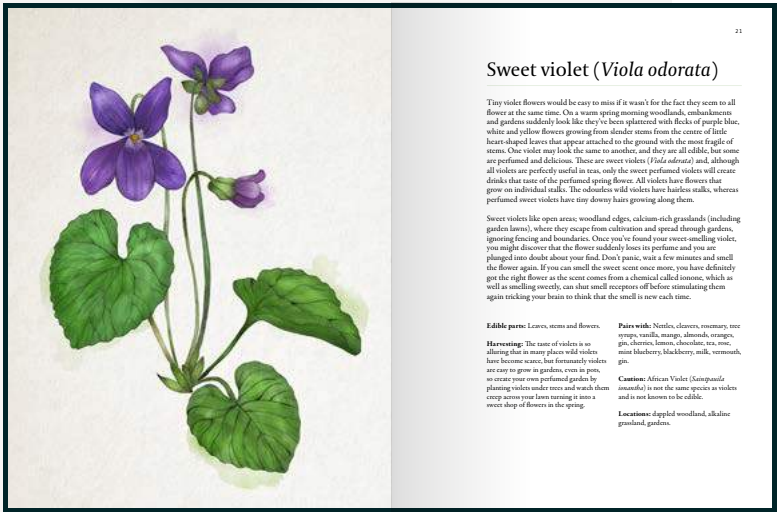 21
Sweet violet (Viola odorata)
Tiny violet flowers would be easy to miss if it wasn't for the fact they seem to all
flower at the same time. On a warm spring morning woodlands, embankments
and gardens suddenly look like they've been splattered with flecks of purple blue,
white and yellow flowers growing from slender stems from the centre of little
heart-shaped leaves that appear attached to the ground with the most fragile of
stems. One violet may look the same to another, and they are all edible, but some
are perfumed and delicious. These are sweet violets (Viola odorata) and, although
all violets are perfectly useful in teas, only the sweet perfumed violets will create
drinks that taste of the perfumed spring flower. All violets have flowers that
grow on individual stalks. The odourless wild violets have hairless stalks, whereas
perfumed sweet violets have tiny downy hairs growing along them.
Sweet violets like open areas; woodland edges, calcium-rich grasslands (including
garden lawns), where they escape from cultivation and spread through gardens,
ignoring fencing and boundaries. Once you've found your sweet-smelling violet,
you might discover that the flower suddenly loses its perfume and you are
plunged into doubt about your find. Don't panic, wait a few minutes and smell
the flower again. If you can smell the sweet scent once more, you have definitely
got the right flower as the scent comes from a chemical called ionone, which as
well as smelling sweetly, can shut smell receptors off before stimulating them
again tricking your brain to think that the smell is new each time.
Edible parts: Leaves, stems and flowers.
Harvesting: The taste of violets is so
alluring that in many places wild violets
have become scarce, but fortunately violets
are easy to grow in gardens, even in pots,
so create your own perfumed garden by
planting violets under trees and watch them
creep across your lawn turning it into a
sweet shop of flowers in the spring.
Pairs with: Nettles, cleavers, rosemary, tree
syrups, vanilla, mango, almonds, oranges,
gin, cherries, lemon, chocolate, tea, rose,
mint blueberry, blackberry, milk, vermouth,
gin.
Caution: African Violet (Saintpaulia
ionantha) is not the same species as violets
and is not known to be edible.
Locations: dappled woodland, alkaline
grassland, gardens.